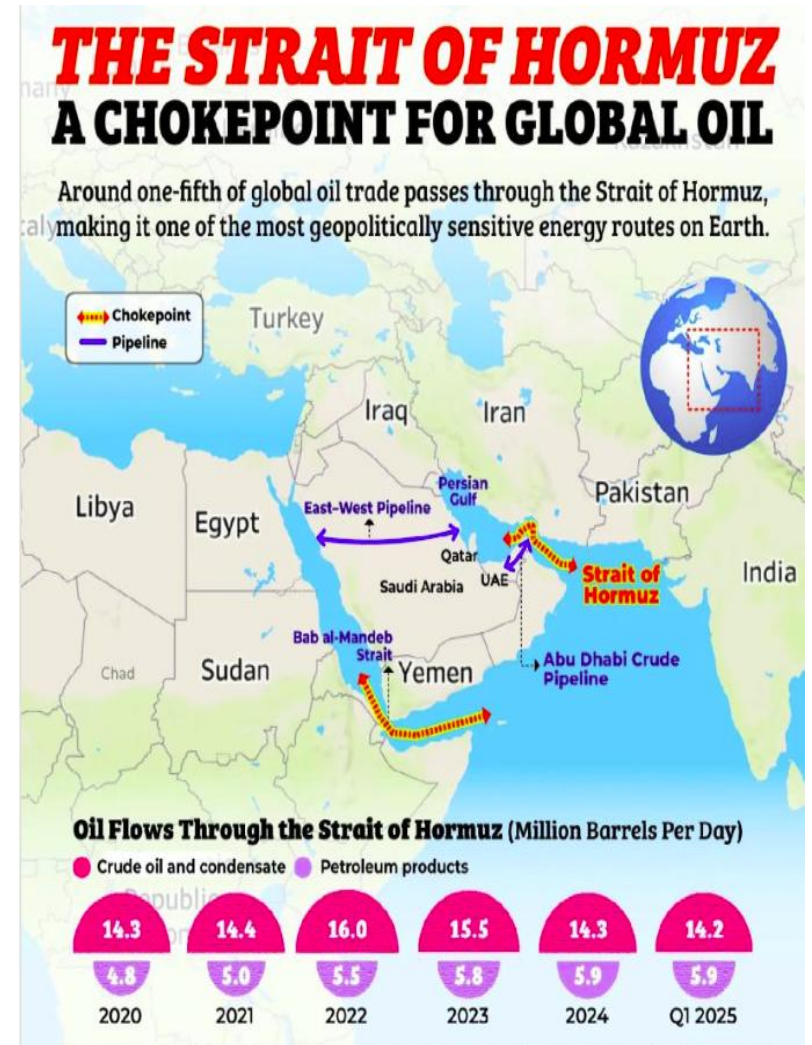 THE STRAIT OF HORMUZ
A CHOKEPOINT FOR GLOBAL OIL
Around one-fifth of global oil trade passes through the Strait of Hormuz,
making it one of the most geopolitically sensitive energy routes on Earth.
Chokepoint
Pipeline
Turkey
Iraq
Iran
Persian
Gulf
Pakistan
Libya
Egypt
East-West Pipeline
Qatar
UAE
Saudi Arabia
Strait of
Hormuz
India
Bab al-Mandeb
Strait
Chad
Sudan
Yemen
Abu Dhabi Crude
Pipeline
Oil Flows Through the Strait of Hormuz (Million Barrels Per Day)
Crude oil and condensate Petroleum products
14.3 14.4 16.0 15.5 14.3 14.2
4.8 5.0 5.5 5.8 5.9 5.9
2020 2021 2022 2023 2024 Q1 2025